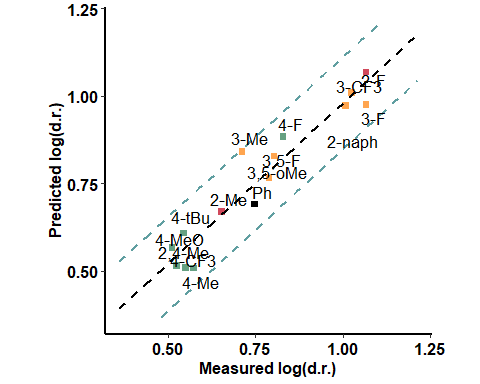 1.25
Predicted log(d.r.)
1.00
0.75
0.50
2-F
3-CF3
3-F
4-F
2-naph
3-Me
3,5-F
3,5-oMe
2-Me
Ph
4-tBu
4-MeO
2,4-Me
4-CF3
4-Me
0.50 0.75 1.00 1.25
Measured log(d.r.)